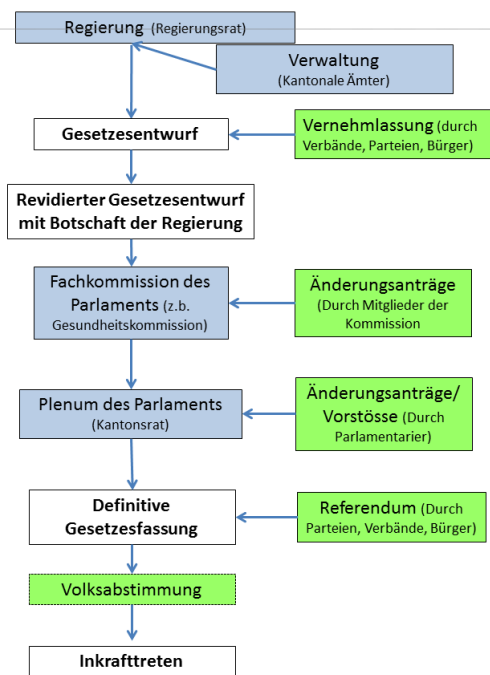 Regierung (Regierungsrat)
Verwaltung
(Kantonale Ämter)
Gesetzesentwurf
Vernehmlassung (durch
Verbände, Parteien, Bürger)
Revidierter Gesetzesentwurf
mit Botschaft der Regierung
Fachkommission des
Parlaments (z.b.
Gesundheitskommission)
Änderungsanträge
(Durch Mitglieder der
Kommission
Plenum des Parlaments
(Kantonsrat)
Änderungsanträge/
Vorstösse (Durch
Parlamentarier)
Definitive
Gesetzesfassung
Referendum (Durch
Parteien, Verbände, Bürger)
Volksabstimmung
Inkrafttreten